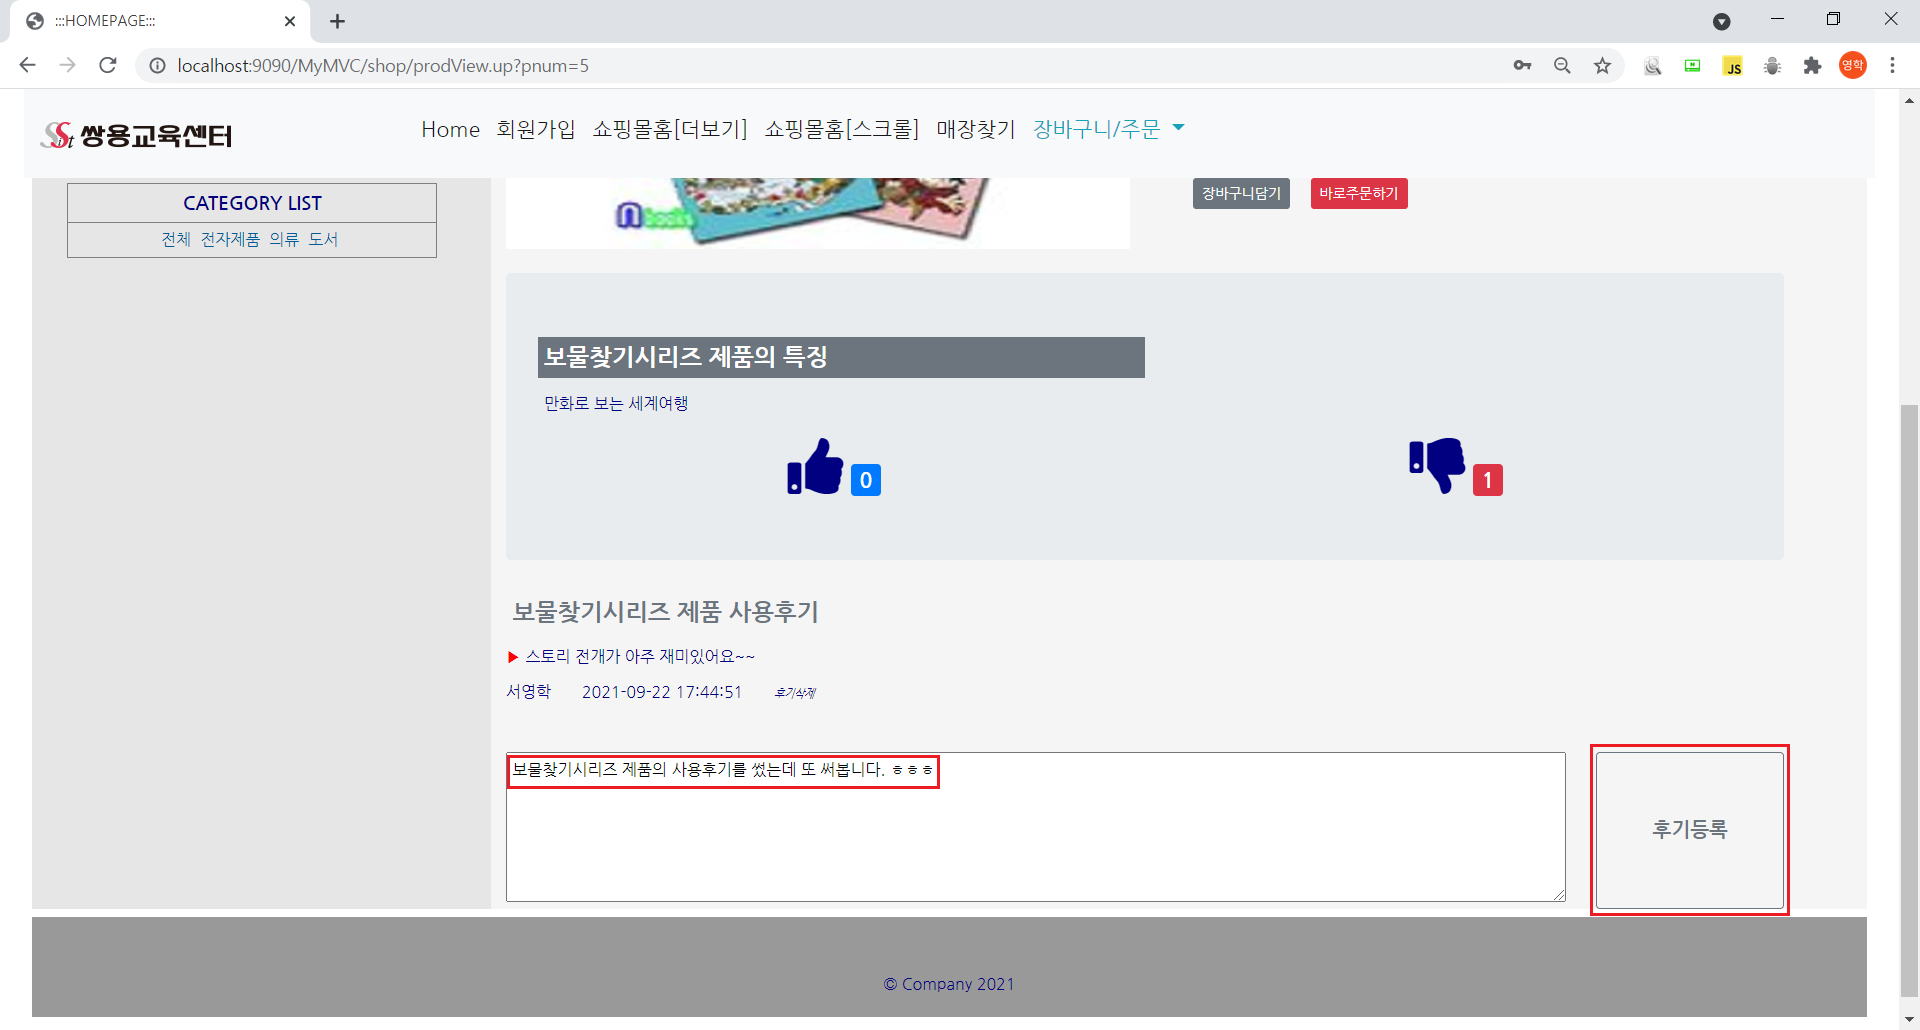 :::HOMEPAGE:::
localhost:9090/MyMVC/shop/prodView.up?pnum=5
JS
영학
SSt 쌍용교육센터
Home 회원가입 쇼핑몰홈[더보기] 쇼핑몰홈[스크롤] 매장찾기 장바구니/주문
CATEGORY LIST
전체 전자제품 의류 도서
books
장바구니담기 바로주문하기
보물찾기시리즈 제품의 특징
만화로 보는 세계여행
0 1
보물찾기시리즈 제품 사용후기
▶ 스토리 전개가 아주 재미있어요~~
서영학 2021-09-22 17:44:51 후기삭제
보물찾기시리즈 제품의 사용후기를 썼는데 또 써봅니다. ㅎㅎㅎ
후기등록
© Company 2021